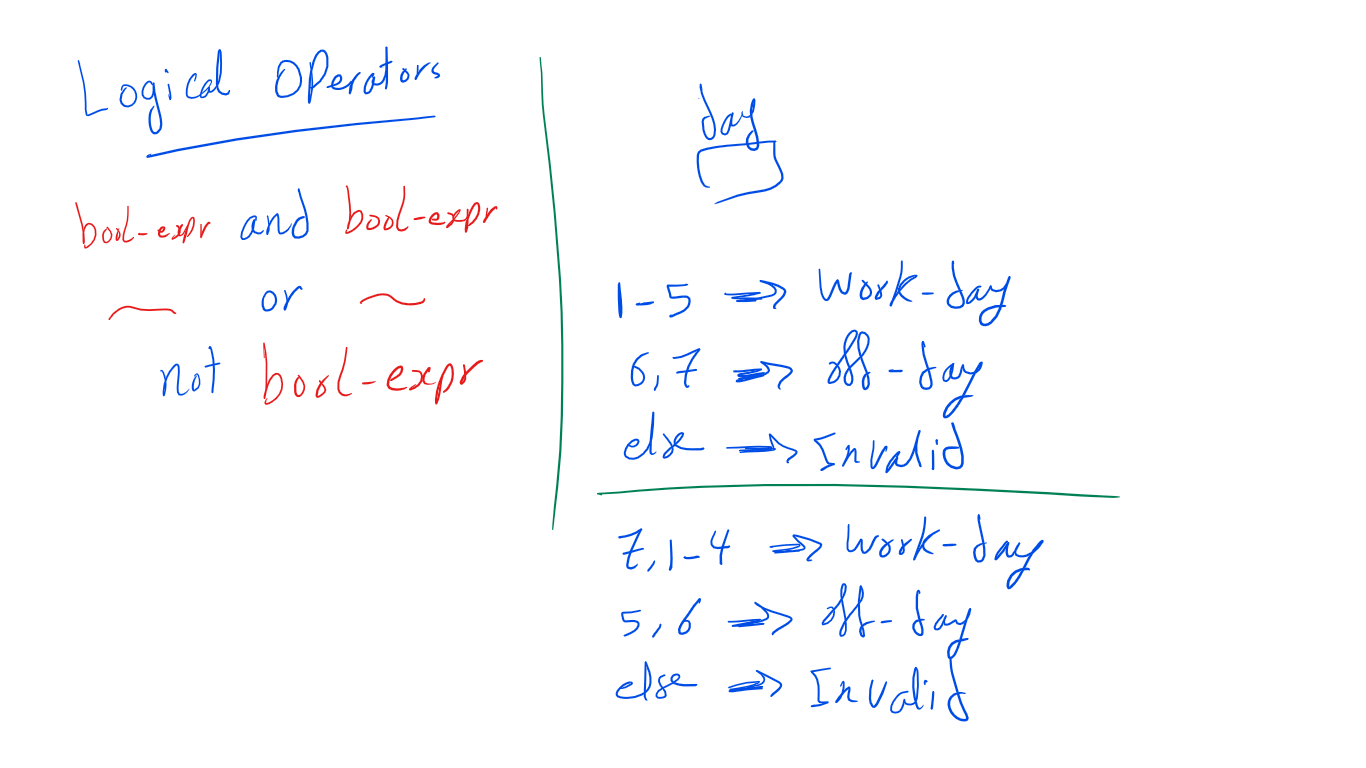 Logical Operators
bool-expr and bool-expr
or
not bool-expr
day
1-5 => Work-day
6,7 => off-day
else => Invalid
7,1-4 => Work-day
5,6 => off-day
else => Invalid